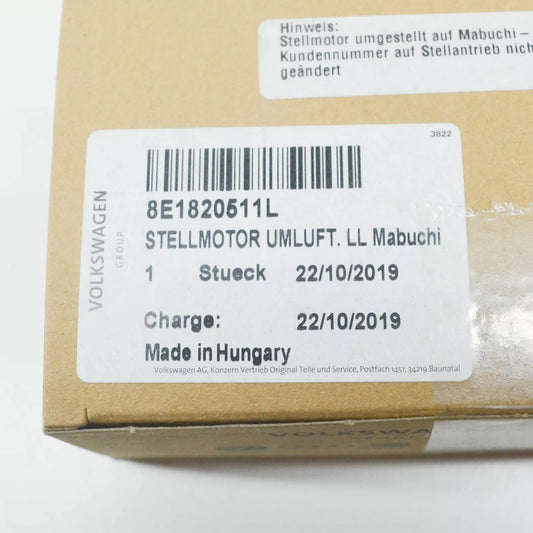 Hinweis:
Stellmotor umgestellt auf Mabuchi –
Kundennummer auf Stellantrieb nich
geändert
3822
VOLKSWAGEN
GROUP
8E1820511L
STELLMOTOR UMLUFT. LL Mabuchi
1 Stueck 22/10/2019
Charge: 22/10/2019
Made in Hungary
Volkswagen AG, Konzern Vertrieb Original Teile und Service, Postfach 1451, 34219 Baunatal
VOLKSWA